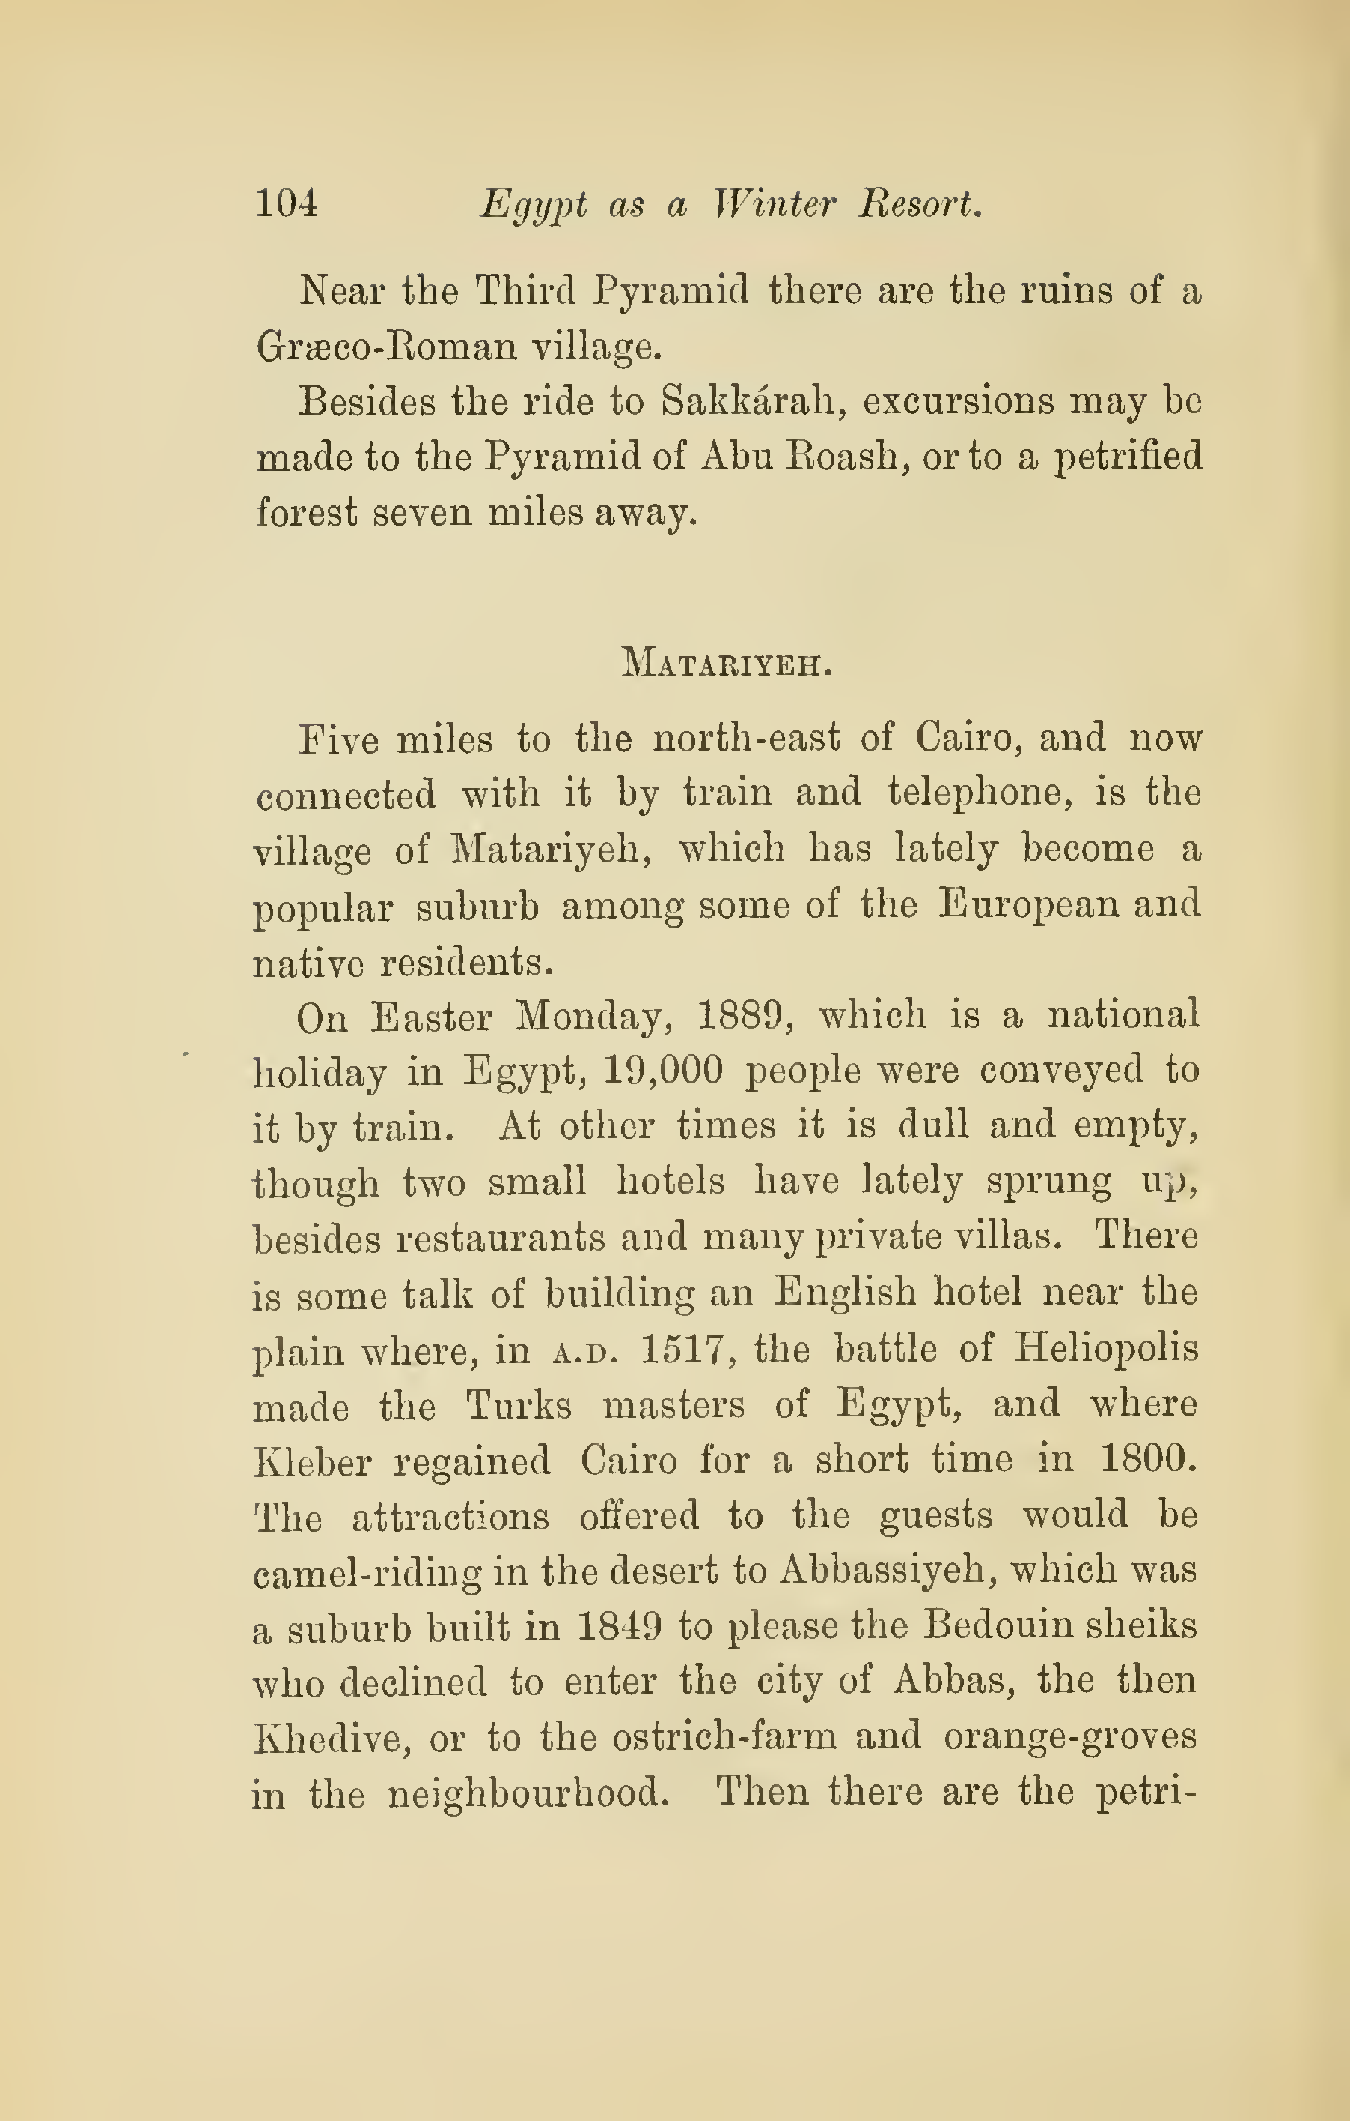 104 Egypt as a Winter Resort.
Near the Third Pyramid there are the ruins of a
Græco-Roman village.
Besides the ride to Sakkárah, excursions may be
made to the Pyramid of Abu Roash, or to a petrified
forest seven miles away.
MATARIYEH.
Five miles to the north-east of Cairo, and now
connected with it by train and telephone, is the
village of Matariyeh, which has lately become a
popular suburb among some of the European and
native residents.
On Easter Monday, 1889, which is a national
holiday in Egypt, 19,000 people were conveyed to
it by train. At other times it is dull and empty,
though two small hotels have lately sprung up,
besides restaurants and many private villas. There
is some talk of building an English hotel near the
plain where, in A.D. 1517, the battle of Heliopolis
made the Turks masters of Egypt, and where
Kleber regained Cairo for a short time in 1800.
The attractions offered to the guests would be
camel-riding in the desert to Abbassiyeh, which was
a suburb built in 1849 to please the Bedouin sheiks
who declined to enter the city of Abbas, the then
Khedive, or to the ostrich-farm and orange-groves
in the neighbourhood. Then there are the petri-